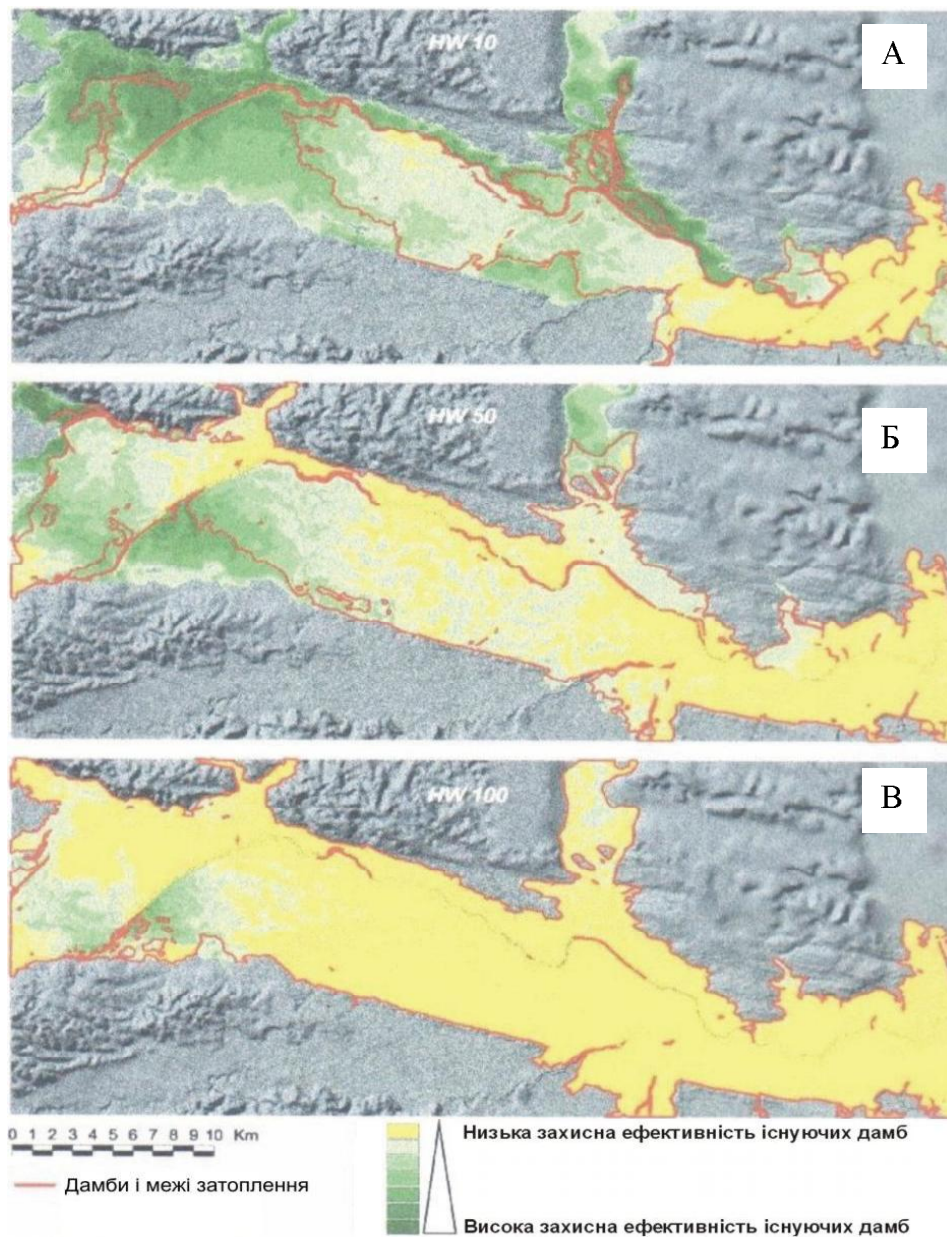 HW 10
А
HW 50
Б
HW 100
В
0 1 2 3 4 5 6 7 8 9 10 Km
Низька захисна ефективність існуючих дамб
Дамби і межі затоплення
Висока захисна ефективність існуючих дамб